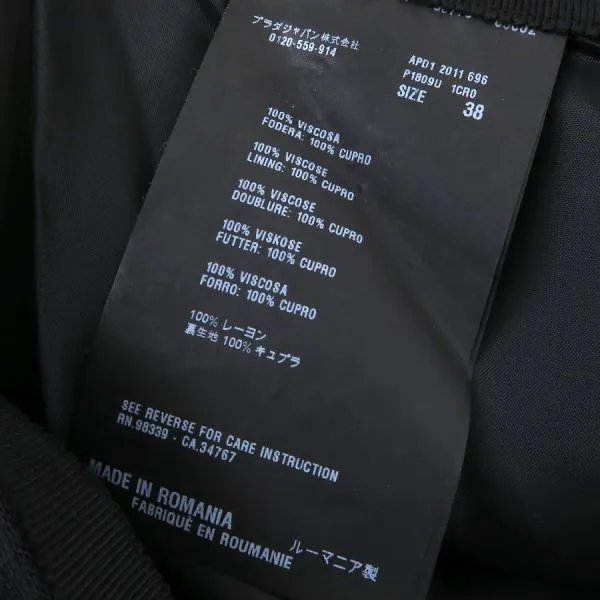 プラダジャパン株式会社
0120-559-914
APD1 2011 696
P1809U 1CR0
SIZE 38
100% VISCOSA
FODERA: 100% CUPRO
100% VISCOSE
LINING: 100% CUPRO
100% VISCOSE
DOUBLURE: 100% CUPRO
100% VISKOSE
FUTTER: 100% CUPRO
100% VISCOSA
FORRO: 100% CUPRO
100% レーヨン
裏生地 100% キュプラ
SEE REVERSE FOR CARE INSTRUCTION
RN.98339 - CA.34767
MADE IN ROMANIA
FABRIQUÈ EN ROUMANIE
ルーマニア製